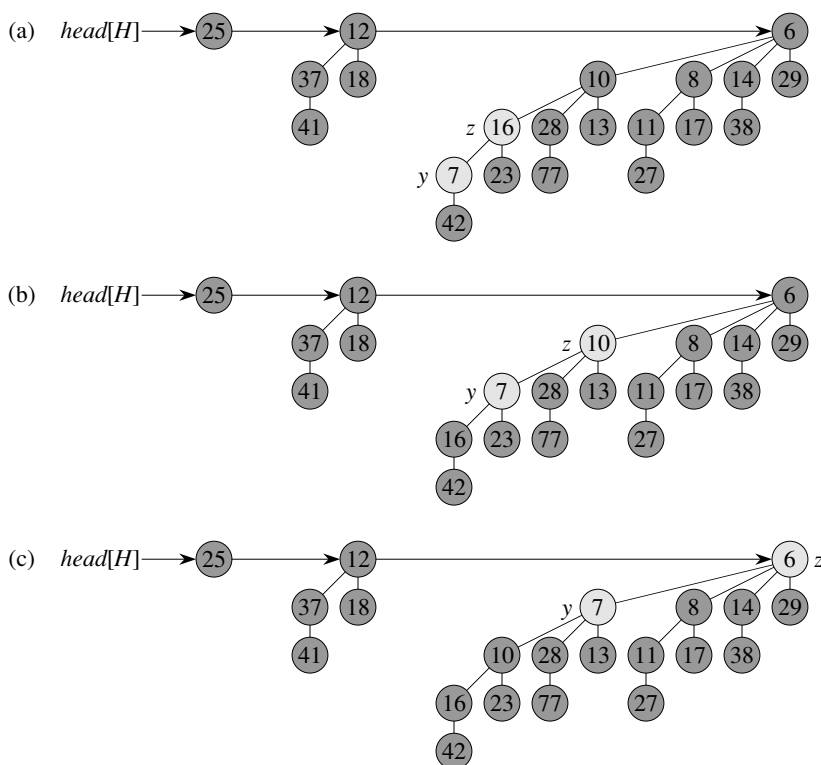 (a) head[H] 25 12 6
37 18 10 8 14 29
41 z 16 28 13 11 17 38
y 7 23 77 27
42
(b) head[H] 25 12 6
37 18 z 10 8 14 29
41 y 7 28 13 11 17 38
16 23 77 27
42
(c) head[H] 25 12 6 z
37 18 y 7 8 14 29
41 10 28 13 11 17 38
16 23 77 27
42